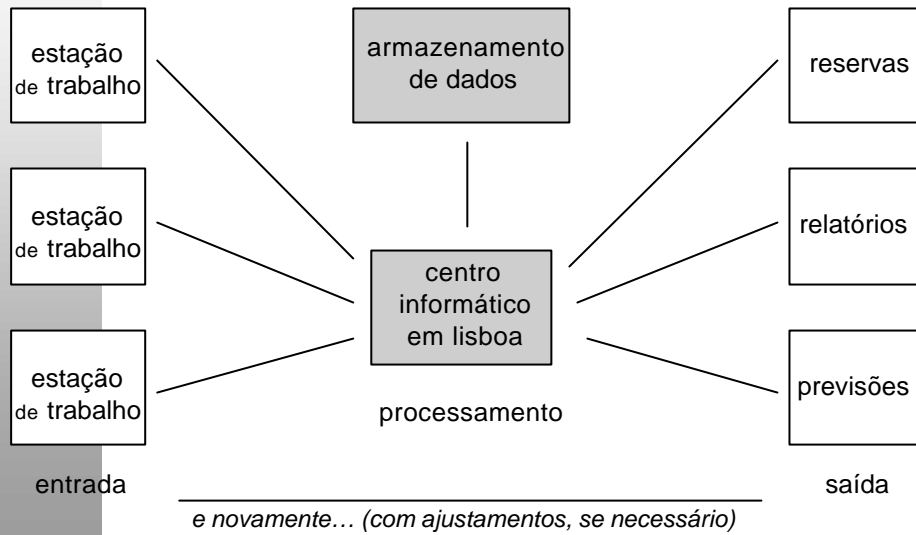 estação
de trabalho
armazenamento
de dados
reservas
estação
de trabalho
centro
informático
em lisboa
relatórios
estação
de trabalho
processamento
previsões
entrada
saída
e novamente… (com ajustamentos, se necessário)